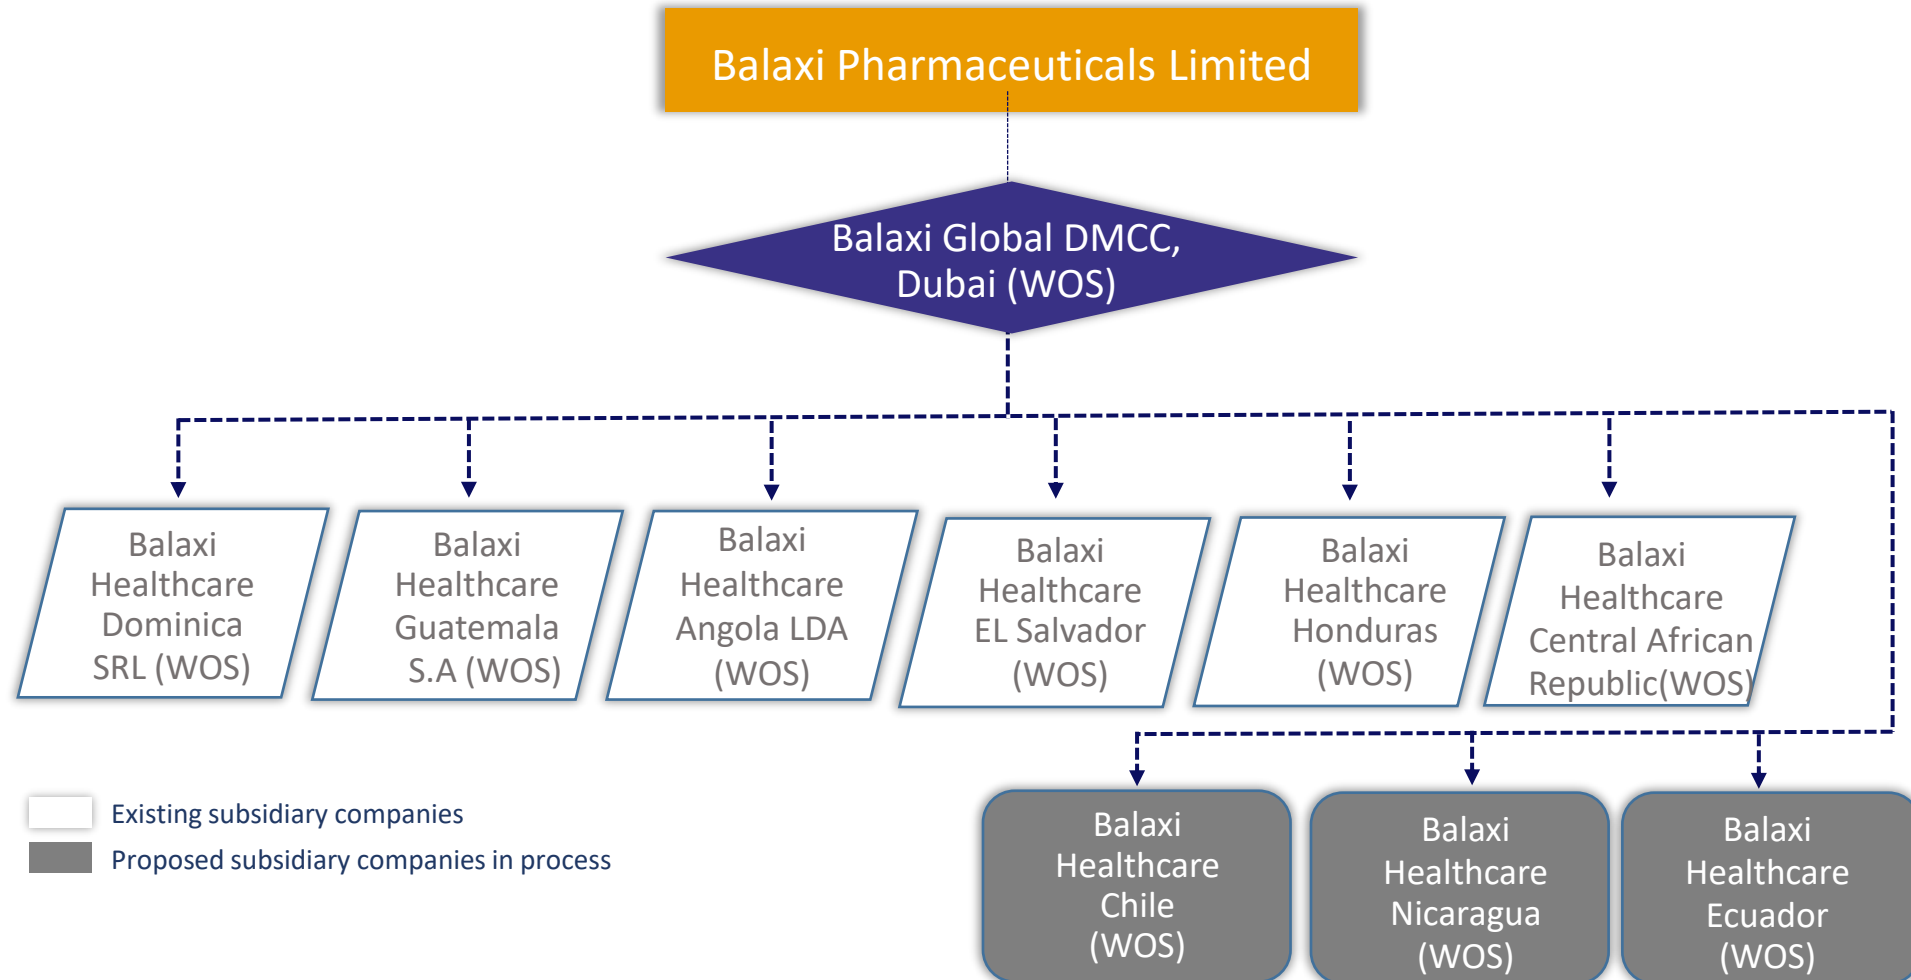 Balaxi Pharmaceuticals Limited
Balaxi Global DMCC,
Dubai (WOS)
Balaxi
Healthcare
Dominica
SRL (WOS)
Balaxi
Healthcare
Guatemala
S.A (WOS)
Balaxi
Healthcare
Angola LDA
(WOS)
Balaxi
Healthcare
EL Salvador
(WOS)
Balaxi
Healthcare
Honduras
(WOS)
Balaxi
Healthcare
Central African
Republic(WOS)
Existing subsidiary companies
Proposed subsidiary companies in process
Balaxi
Healthcare
Chile
(WOS)
Balaxi
Healthcare
Nicaragua
(WOS)
Balaxi
Healthcare
Ecuador
(WOS)